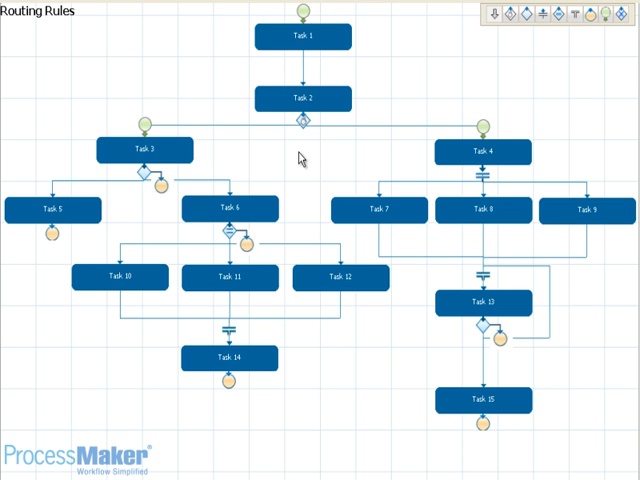 Routing Rules
Task 1
Task 2
Task 3
Task 4
Task 5
Task 6
Task 7
Task 8
Task 9
Task 10
Task 11
Task 12
Task 13
Task 14
Task 15
ProcessMaker®
Workflow Simplified